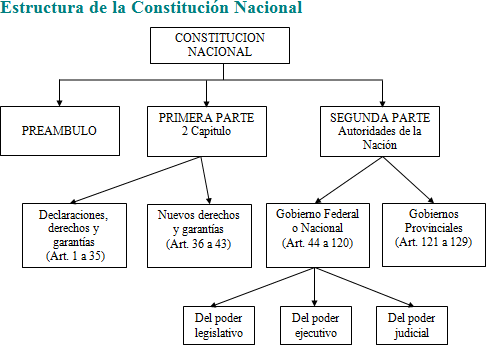 Estructura de la Constitución Nacional
CONSTITUCION
NACIONAL
PREAMBULO
PRIMERA PARTE
2 Capitulo
SEGUNDA PARTE
Autoridades de la
Nación
Declaraciones,
derechos y
garantías
(Art. 1 a 35)
Nuevos derechos
y garantías
(Art. 36 a 43)
Gobierno Federal
o Nacional
(Art. 44 a 120)
Gobiernos
Provinciales
(Art. 121 a 129)
Del poder
legislativo
Del poder
ejecutivo
Del poder
judicial